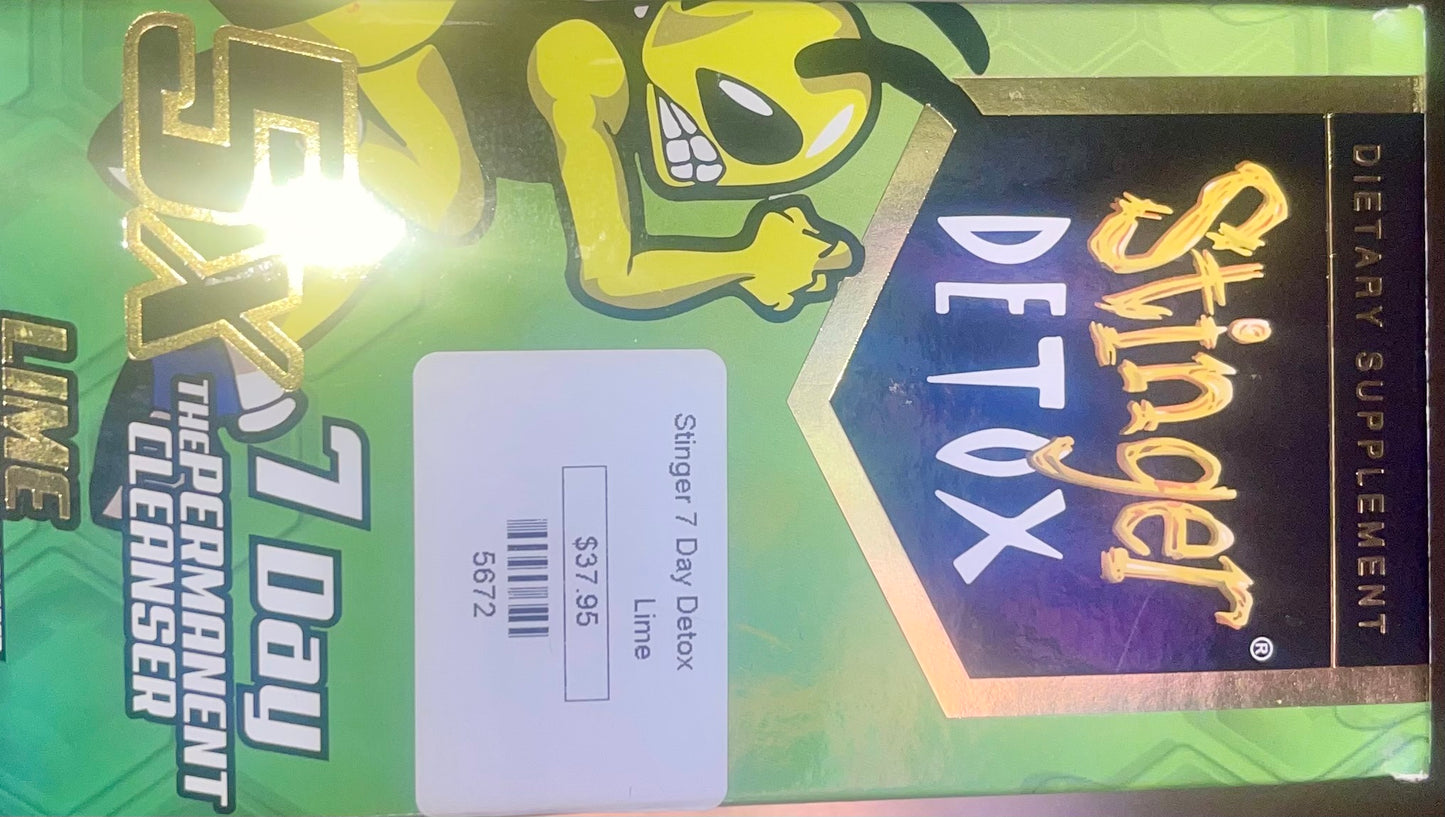 DIETARY SUPPLEMENT
Stinger®
DETOX
Stinger 7 Day Detox
Lime
$37.95
5672
5X
7 Day
THE PERMANENT
CLEANSER
LIME